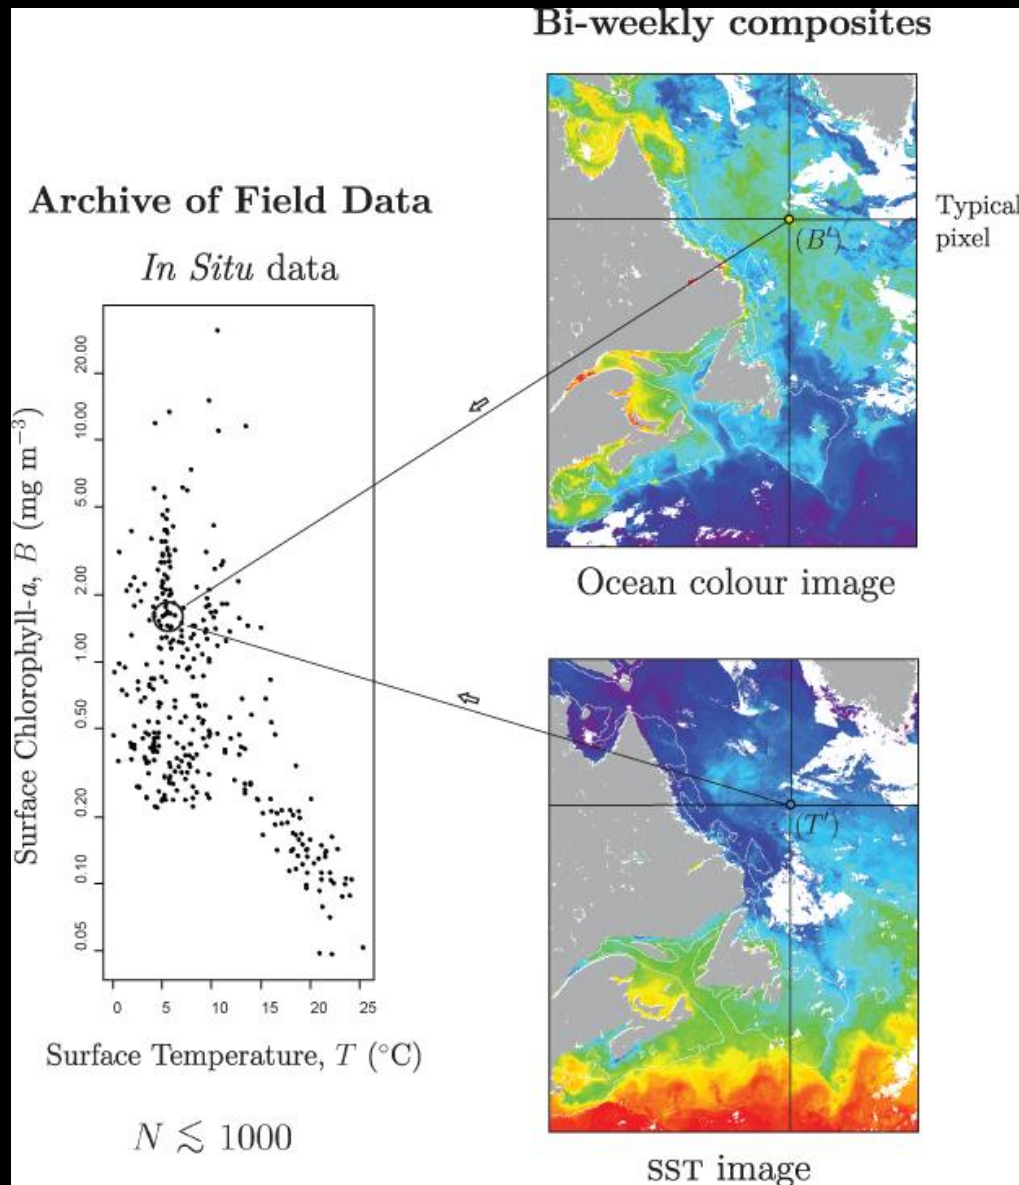 Bi-weekly composites
Archive of Field Data
In Situ data
Surface Chlorophyll-a, B (mg m⁻³)
20.00
10.00
5.00
2.00
1.00
0.50
0.20
0.10
0.05
0 5 10 15 20 25
Surface Temperature, T (°C)
N ≲ 1000
(B′)
Typical
pixel
Ocean colour image
(T′)
SST image